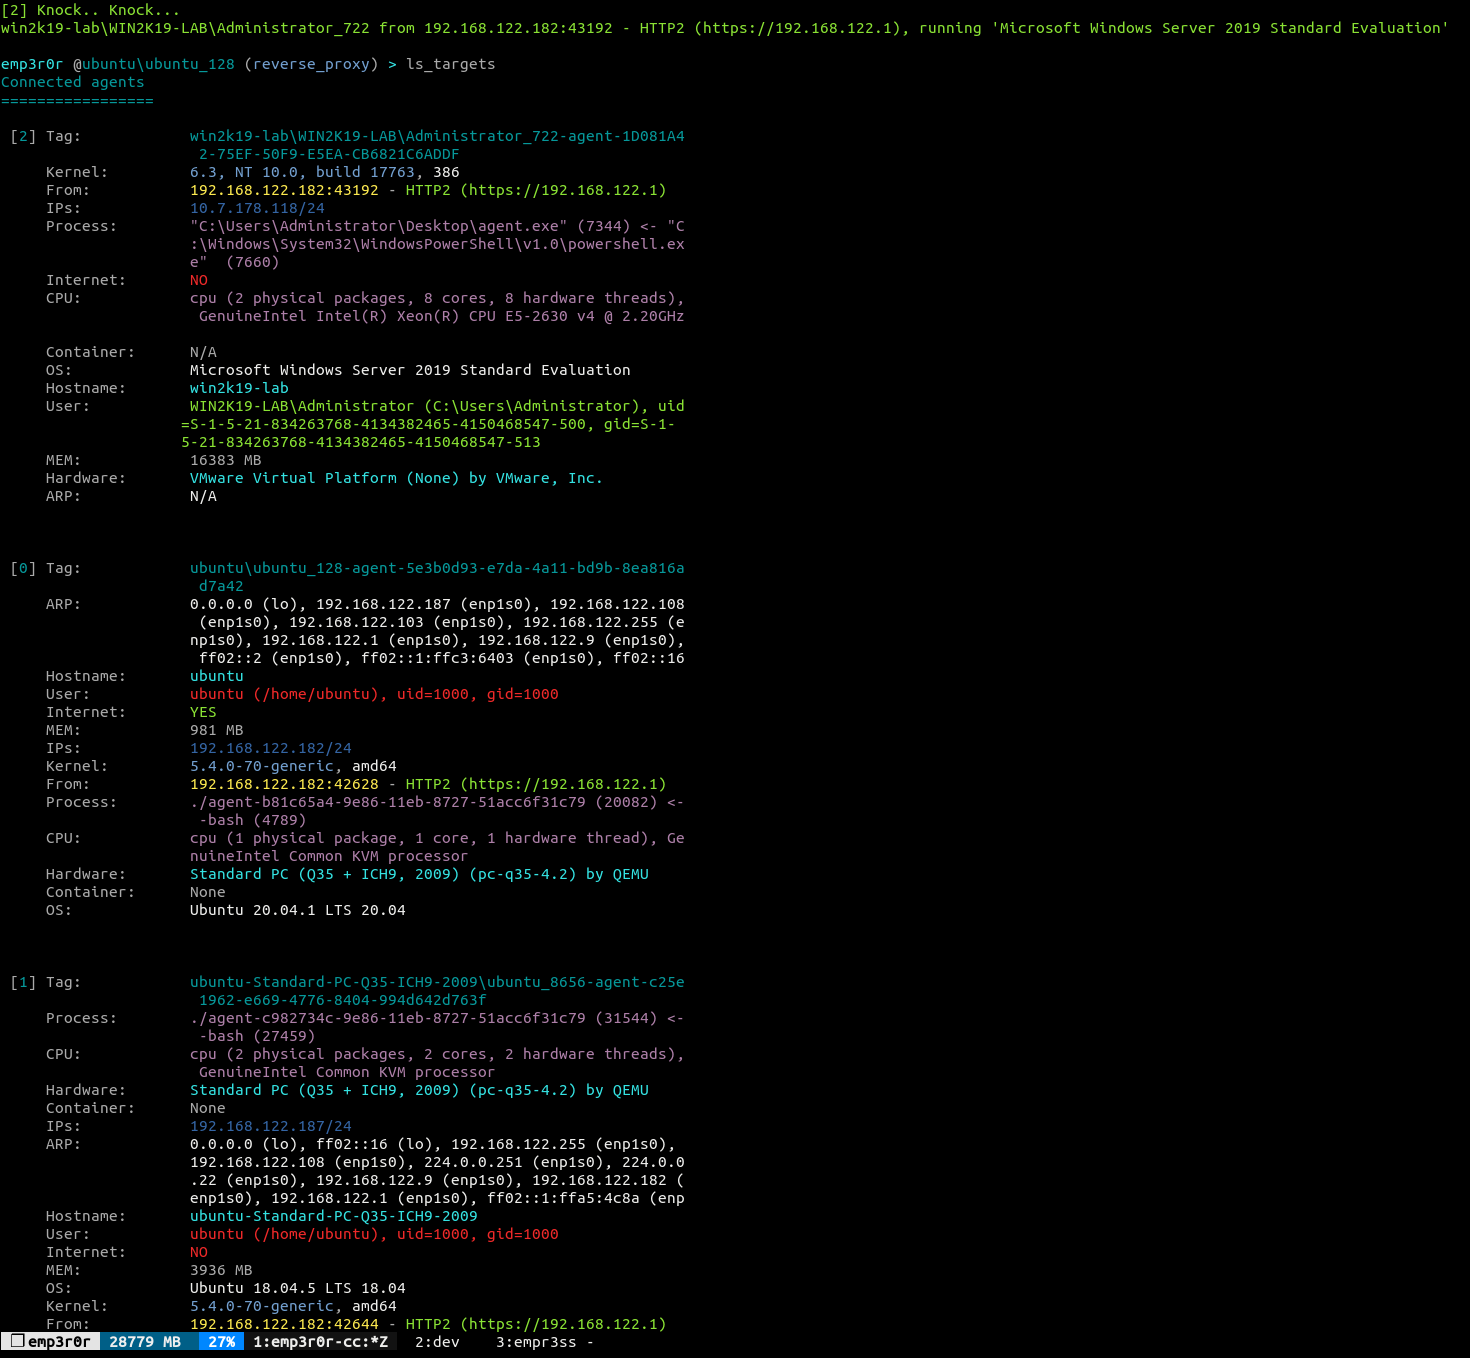 [2] Knock.. Knock...
win2k19-lab\WIN2K19-LAB\Administrator_722 from 192.168.122.182:43192 - HTTP2 (https://192.168.122.1), running 'Microsoft Windows Server 2019 Standard Evaluation'
emp3r0r @ubuntu\ubuntu_128 (reverse_proxy) > ls_targets
Connected agents
=================
[2] Tag: win2k19-lab\WIN2K19-LAB\Administrator_722-agent-1D081A4
2-75EF-50F9-E5EA-CB6821C6ADDF
Kernel: 6.3, NT 10.0, build 17763, 386
From: 192.168.122.182:43192 - HTTP2 (https://192.168.122.1)
IPs: 10.7.178.118/24
Process: "C:\Users\Administrator\Desktop\agent.exe" (7344) <- "C
:\Windows\System32\WindowsPowerShell\v1.0\powershell.ex
e" (7660)
Internet: NO
CPU: cpu (2 physical packages, 8 cores, 8 hardware threads),
GenuineIntel Intel(R) Xeon(R) CPU E5-2630 v4 @ 2.20GHz
Container: N/A
OS: Microsoft Windows Server 2019 Standard Evaluation
Hostname: win2k19-lab
User: WIN2K19-LAB\Administrator (C:\Users\Administrator), uid
=S-1-5-21-834263768-4134382465-4150468547-500, gid=S-1-
5-21-834263768-4134382465-4150468547-513
MEM: 16383 MB
Hardware: VMware Virtual Platform (None) by VMware, Inc.
ARP: N/A
[0] Tag: ubuntu\ubuntu_128-agent-5e3b0d93-e7da-4a11-bd9b-8ea816a
d7a42
ARP: 0.0.0.0 (lo), 192.168.122.187 (enp1s0), 192.168.122.108
(enp1s0), 192.168.122.103 (enp1s0), 192.168.122.255 (e
np1s0), 192.168.122.1 (enp1s0), 192.168.122.9 (enp1s0),
ff02::2 (enp1s0), ff02::1:ffc3:6403 (enp1s0), ff02::16
Hostname: ubuntu
User: ubuntu (/home/ubuntu), uid=1000, gid=1000
Internet: YES
MEM: 981 MB
IPs: 192.168.122.182/24
Kernel: 5.4.0-70-generic, amd64
From: 192.168.122.182:42628 - HTTP2 (https://192.168.122.1)
Process: ./agent-b81c65a4-9e86-11eb-8727-51acc6f31c79 (20082) <-
-bash (4789)
CPU: cpu (1 physical package, 1 core, 1 hardware thread), Ge
nuineIntel Common KVM processor
Hardware: Standard PC (Q35 + ICH9, 2009) (pc-q35-4.2) by QEMU
Container: None
OS: Ubuntu 20.04.1 LTS 20.04
[1] Tag: ubuntu-Standard-PC-Q35-ICH9-2009\ubuntu_8656-agent-c25e
1962-e669-4776-8404-994d642d763f
Process: ./agent-c982734c-9e86-11eb-8727-51acc6f31c79 (31544) <-
-bash (27459)
CPU: cpu (2 physical packages, 2 cores, 2 hardware threads),
GenuineIntel Common KVM processor
Hardware: Standard PC (Q35 + ICH9, 2009) (pc-q35-4.2) by QEMU
Container: None
IPs: 192.168.122.187/24
ARP: 0.0.0.0 (lo), ff02::16 (lo), 192.168.122.255 (enp1s0),
192.168.122.108 (enp1s0), 224.0.0.251 (enp1s0), 224.0.0
.22 (enp1s0), 192.168.122.9 (enp1s0), 192.168.122.182 (
enp1s0), 192.168.122.1 (enp1s0), ff02::1:ffa5:4c8a (enp
Hostname: ubuntu-Standard-PC-Q35-ICH9-2009
User: ubuntu (/home/ubuntu), uid=1000, gid=1000
Internet: NO
MEM: 3936 MB
OS: Ubuntu 18.04.5 LTS 18.04
Kernel: 5.4.0-70-generic, amd64
From: 192.168.122.182:42644 - HTTP2 (https://192.168.122.1)
❐ emp3r0r 28779 MB 27% 1:emp3r0r-cc:*Z 2:dev 3:empr3ss -